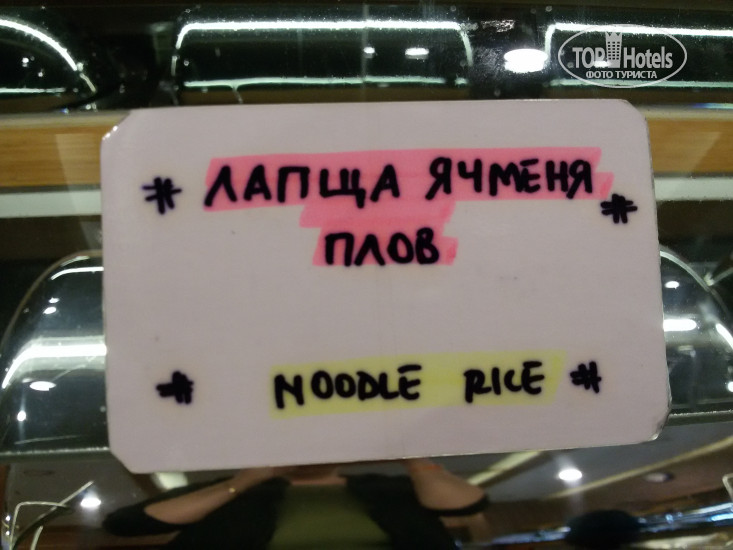 TOP Hotels
ФОТО ТУРИСТА
* ЛАПЩА ЯЧМЕНЯ *
ПЛОВ
* NOODLE RICE *